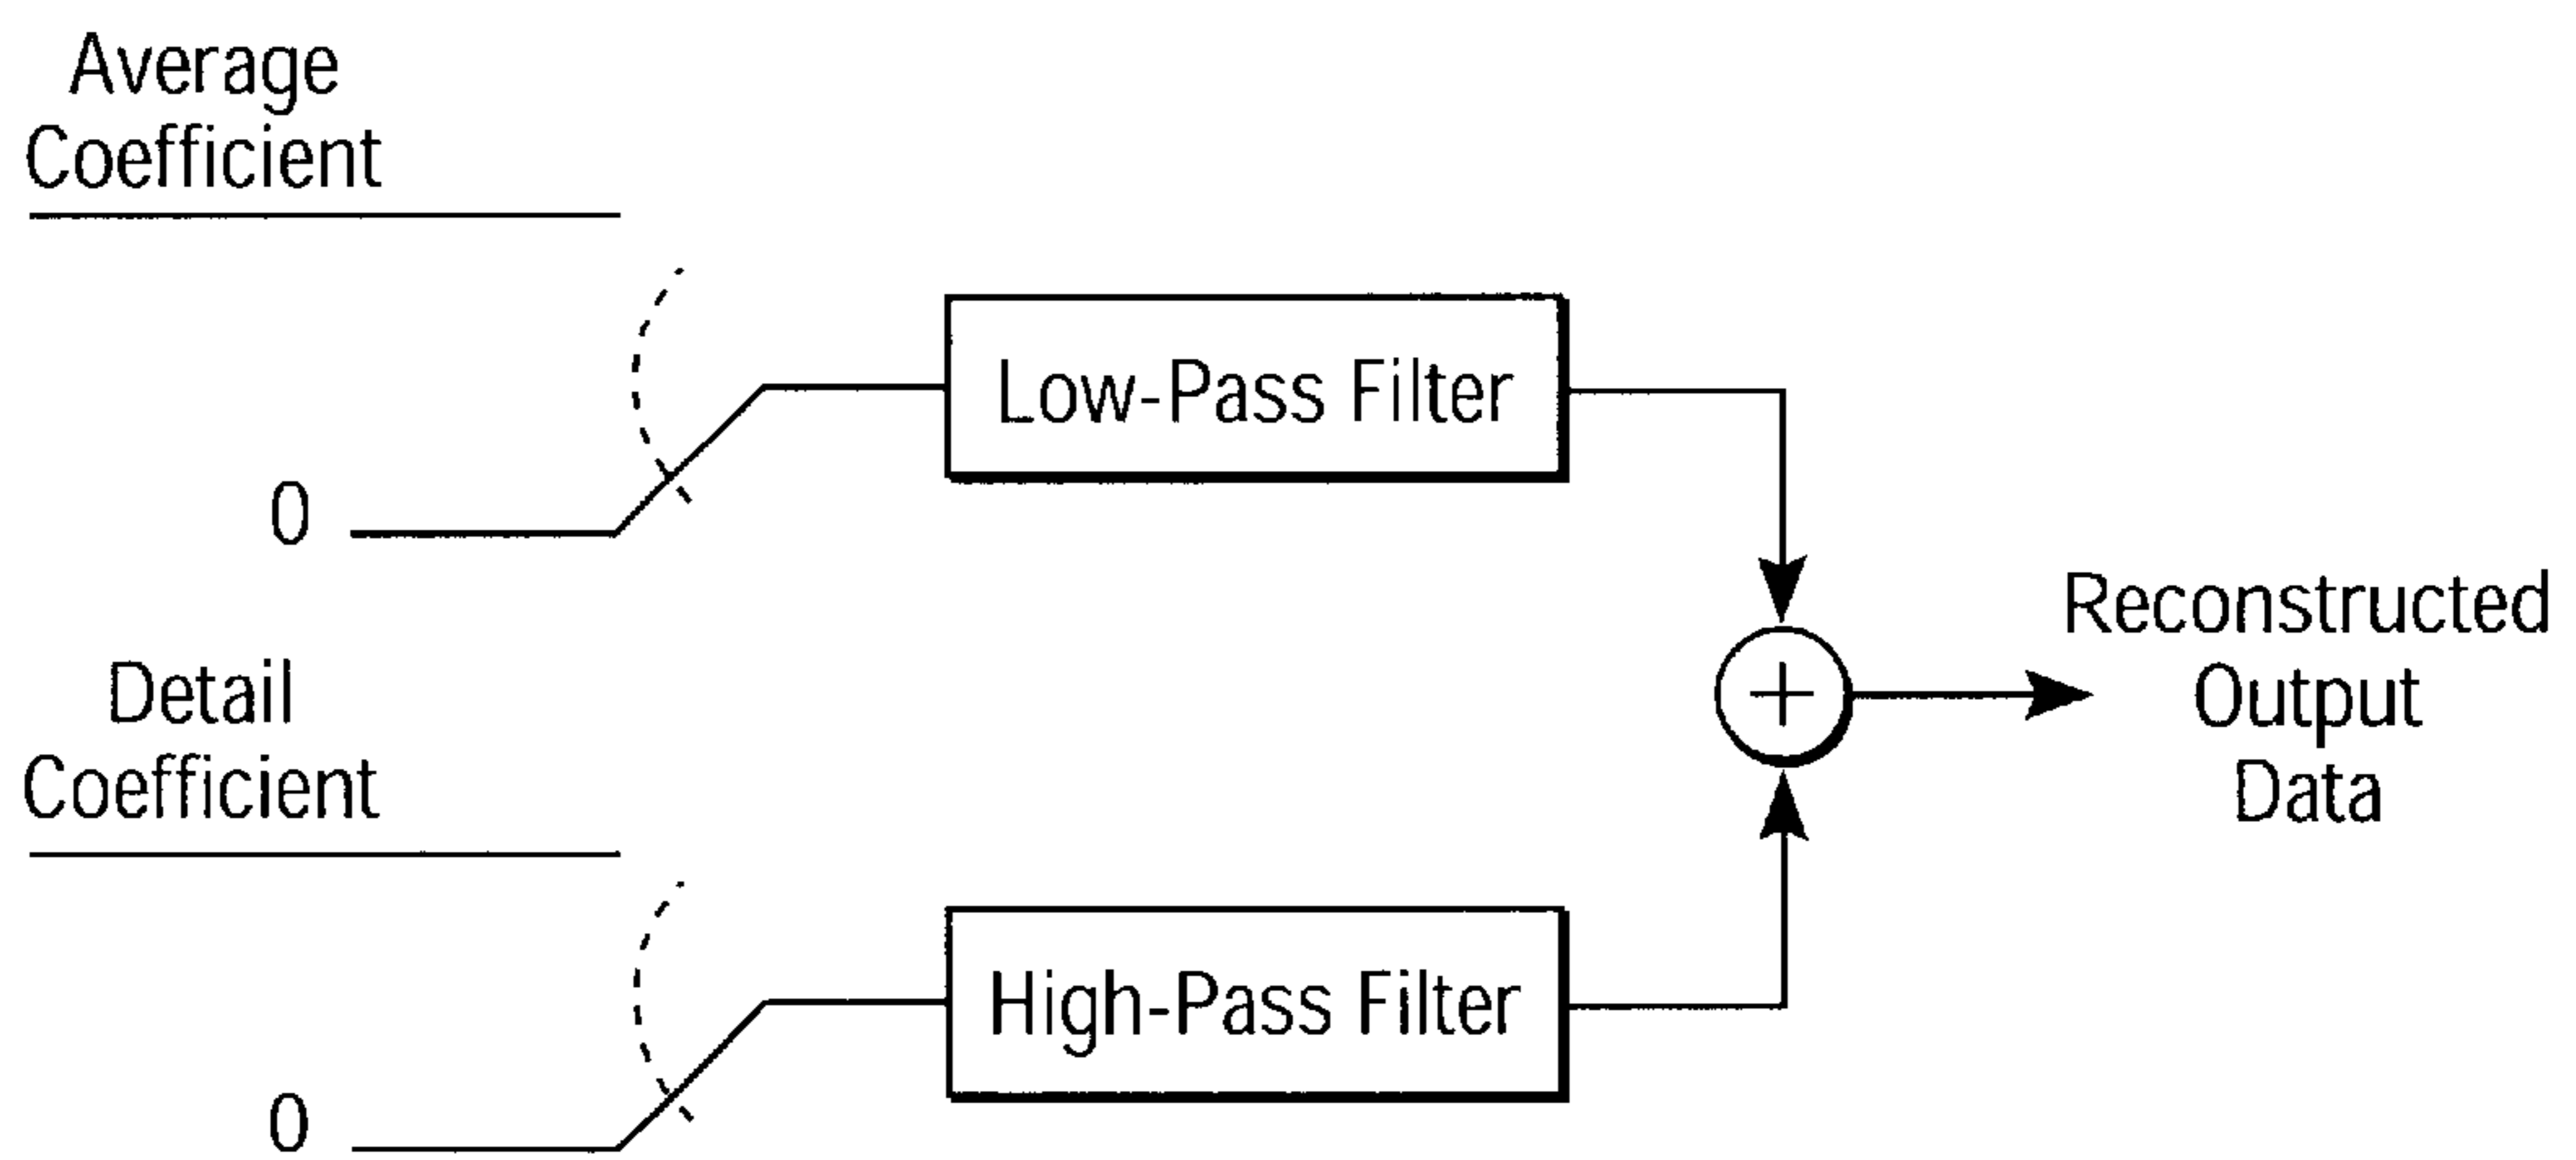 Average
Coefficient
Low-Pass Filter
0
+
Reconstructed
Output
Data
Detail
Coefficient
High-Pass Filter
0